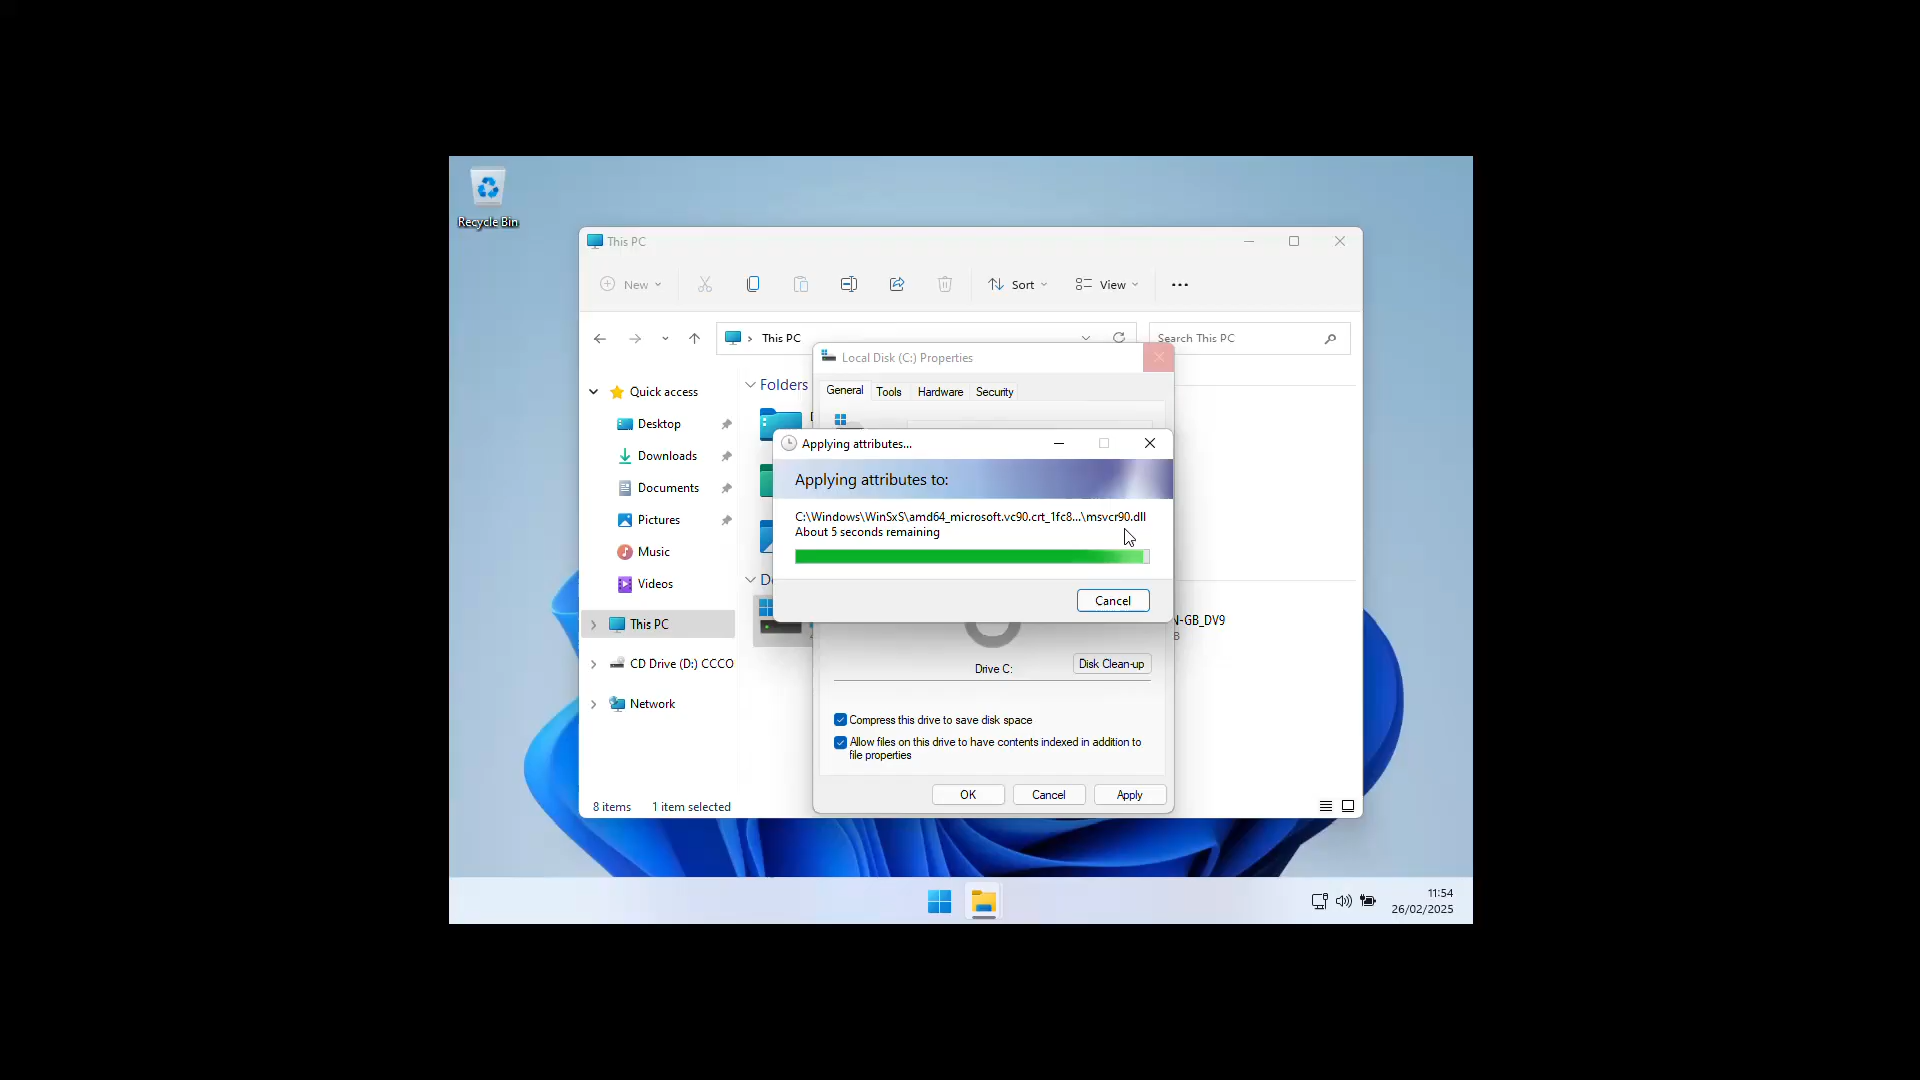 Recycle Bin
This PC
New
Sort
View
This PC
Search This PC
Local Disk (C:) Properties
General
Tools
Hardware
Security
Quick access
Desktop
Downloads
Documents
Pictures
Music
Videos
This PC
CD Drive (D:) CCCO
Network
Folders
Applying attributes...
Applying attributes to:
C:\Windows\WinSxS\amd64_microsoft.vc90.crt_1fc8...\msvcr90.dll
About 5 seconds remaining
Cancel
N-GB_DV9
Drive C:
Disk Clean-up
Compress this drive to save disk space
Allow files on this drive to have contents indexed in addition to
file properties
OK
Cancel
Apply
8 items
1 item selected
11:54
26/02/2025